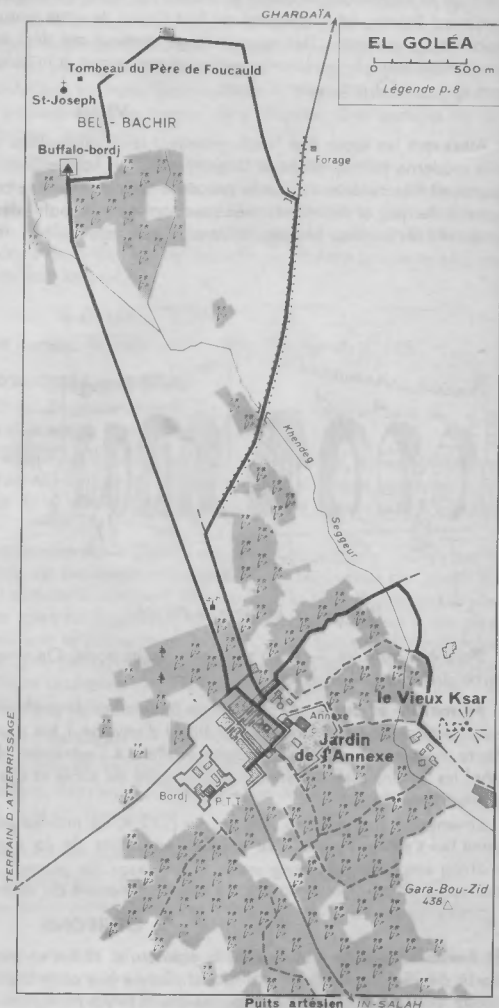 GHARDAÏA
EL GOLÉA
0 500 m
Légende p. 8
Tombeau du Père de Foucauld
St-Joseph
BEL - BACHIR
Forage
Buffalo-bordj
Khendeg
Seggeur
le Vieux Ksar
Annexe
Jardin
de l'Annexe
Bordj
P.T.T.
TERRAIN D'ATTERRISSAGE
Gara-Bou-Zid
438
Puits artésien
IN-SALAH